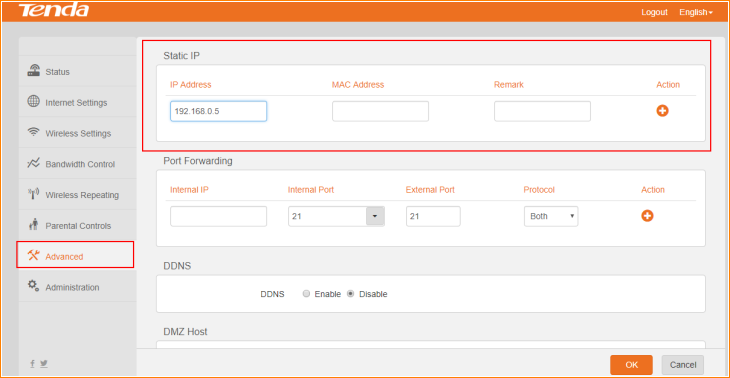 Tenda
Logout English
Status
Internet Settings
Wireless Settings
Bandwidth Control
Wireless Repeating
Parental Controls
Advanced
Administration
Static IP
IP Address MAC Address Remark Action
192.168.0.5
Port Forwarding
Internal IP Internal Port External Port Protocol Action
21 21 Both
DDNS
DDNS Enable Disable
DMZ Host
OK Cancel